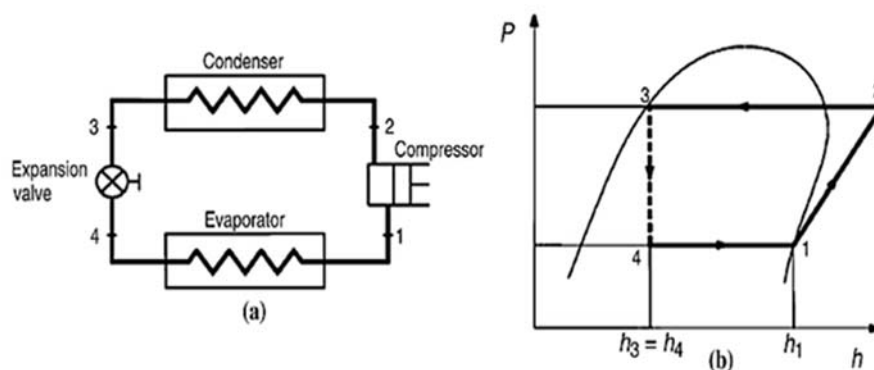 Condenser
3
2
Compressor
Expansion
valve
Evaporator
4
1
(a)
P
3
4
1
h₃ = h₄
h₁
h
(b)